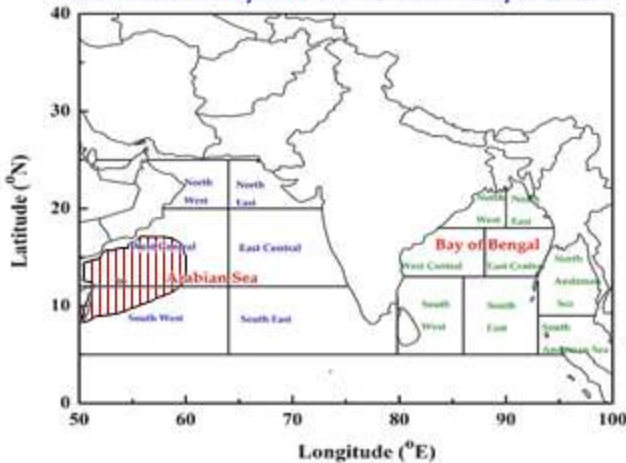 40
30
20
10
0
Latitude (°N)
North West
North East
West Central
East Central
Arabian Sea
South West
South East
North West
North East
Bay of Bengal
West Central
East Central
South West
South East
North Andaman Sea
South Andaman Sea
50 60 70 80 90 100
Longitude (°E)